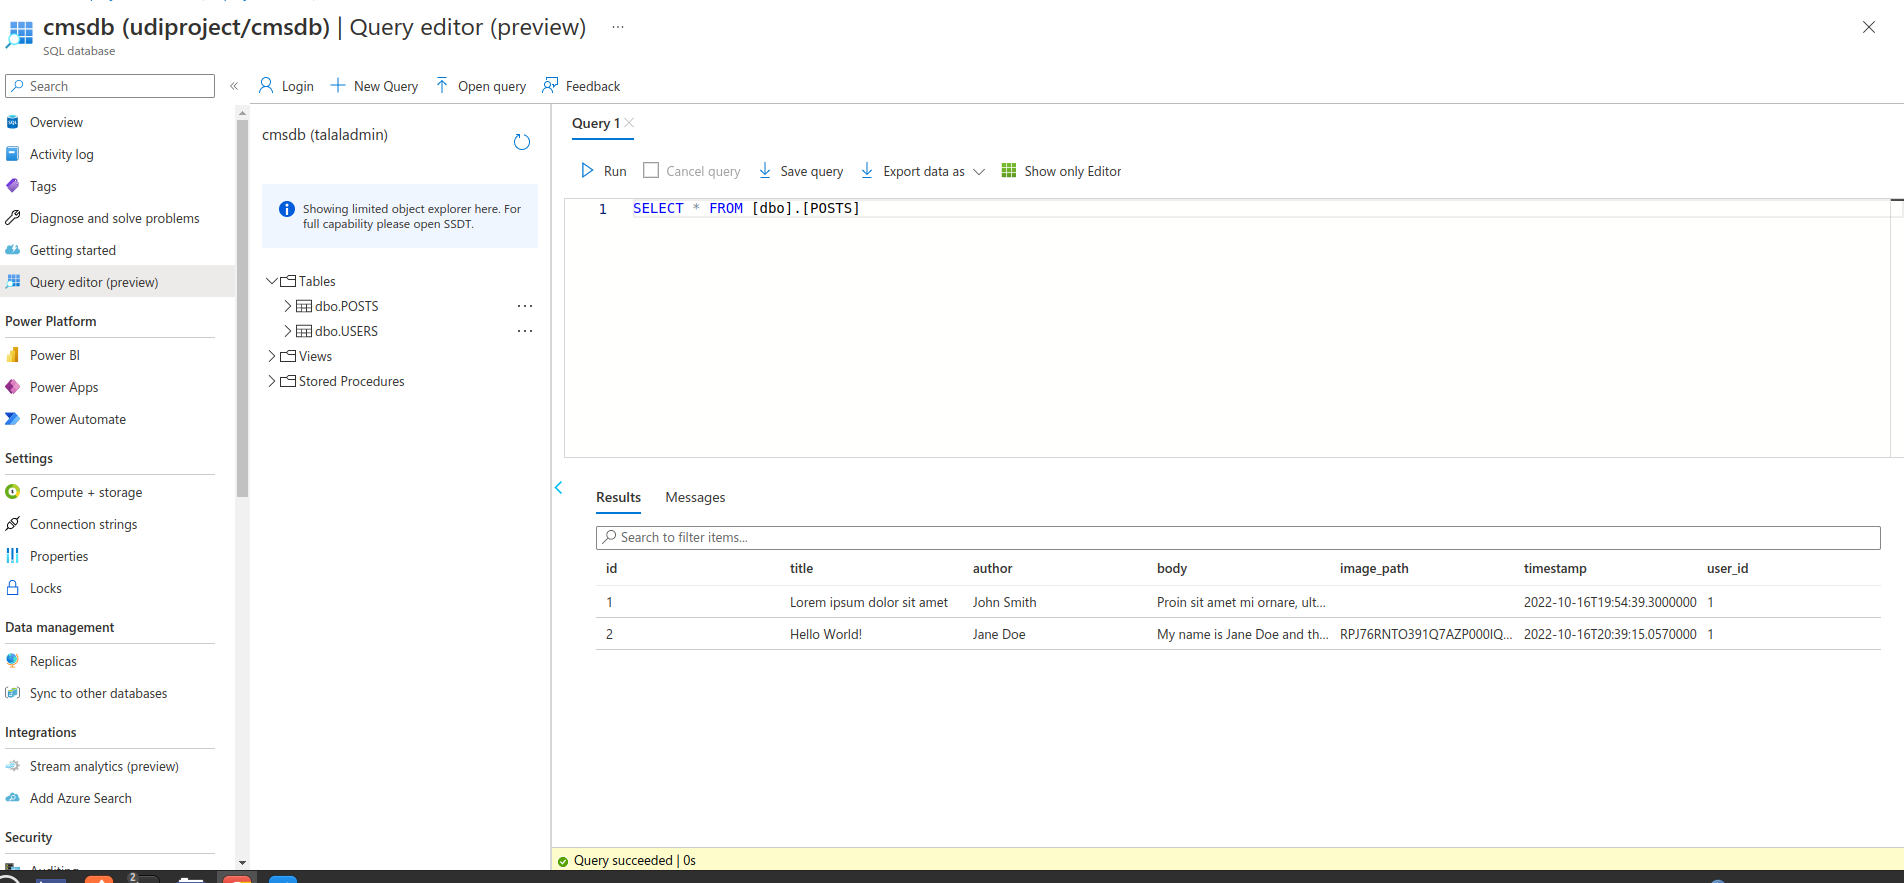 cmsdb (udiproject/cmsdb) | Query editor (preview) ...
SQL database
Search
«
Login
New Query
Open query
Feedback
Overview
Activity log
Tags
Diagnose and solve problems
Getting started
Query editor (preview)
Power Platform
Power BI
Power Apps
Power Automate
Settings
Compute + storage
Connection strings
Properties
Locks
Data management
Replicas
Sync to other databases
Integrations
Stream analytics (preview)
Add Azure Search
Security
Auditing
cmsdb (talaladmin)
Showing limited object explorer here. For
full capability please open SSDT.
Tables
dbo.POSTS ...
dbo.USERS ...
Views
Stored Procedures
Query 1
Run
Cancel query
Save query
Export data as
Show only Editor
1 SELECT * FROM [dbo].[POSTS]
Results Messages
Search to filter items...
id title author body image_path timestamp user_id
1 Lorem ipsum dolor sit amet John Smith Proin sit amet mi ornare, ult... 2022-10-16T19:54:39.3000000 1
2 Hello World! Jane Doe My name is Jane Doe and th... RPJ76RNTO391Q7AZP000IQ... 2022-10-16T20:39:15.0570000 1
Query succeeded | 0s
2